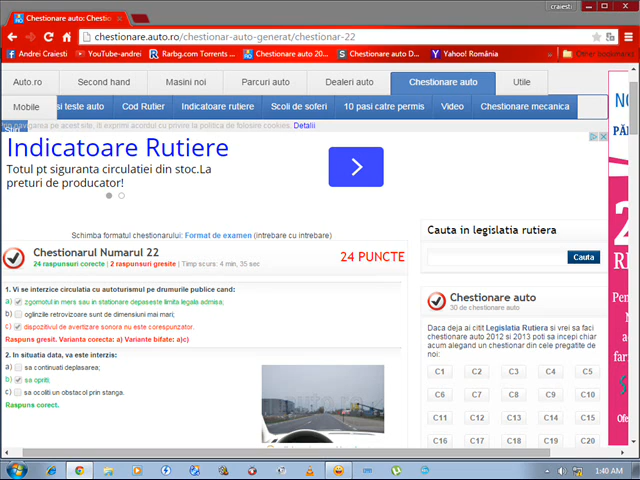 craiesti
Chestionare auto: Chestio
chestionare.auto.ro/chestionar-auto-generat/chestionar-22
Andrei Craiesti
YouTube-andrei
Rarbg.com Torrents ...
Chestionare auto 20...
Chestionare auto D...
Yahoo! România
Other bookmarks
Auto.ro
Second hand
Masini noi
Parcuri auto
Dealeri auto
Chestionare auto
Utile
Mobile
si teste auto
Cod Rutier
Indicatoare rutiere
Scoli de soferi
10 pasi catre permis
Video
Chestionare mecanica
Stiri
navigarea pe acest site, iti exprimi acordul cu privire la politica de folosire cookies. Detalii
Indicatoare Rutiere
Totul pt siguranta circulatiei din stoc.La
preturi de producator!
Schimba formatul chestionarului: Format de examen (intrebare cu intrebare)
Chestionarul Numarul 22
24 raspunsuri corecte | 2 raspunsuri gresite | Timp scurs: 4 min, 35 sec
24 PUNCTE
1. Vi se interzice circulatia cu autoturismul pe drumurile publice cand:
a) zgomotul in mers sau in stationare depaseste limita legala admisa;
b) oglinzile retrovizoare sunt de dimensiuni mai mari;
c) dispozitivul de avertizare sonora nu este corespunzator.
Raspuns gresit. Varianta corecta: a) Variante bifate: a)c)
2. In situatia data, va este interzis:
a) sa continuati deplasarea;
b) sa opriti;
c) sa ocoliti un obstacol prin stanga.
Raspuns corect.
Cauta in legislatia rutiera
Cauta
Chestionare auto
30 de chestionare
Daca deja ai citit Legislatia Rutiera si vrei sa faci
chestionare auto 2012 si 2013 poti sa incepi chiar
acum alegand un chestionar din cele pregatite de
noi:
C1 C2 C3 C4 C5
C6 C7 C8 C9 C10
C11 C12 C13 C14 C15
C16 C17 C18 C19 C20
NO
2
RE
1:40 AM